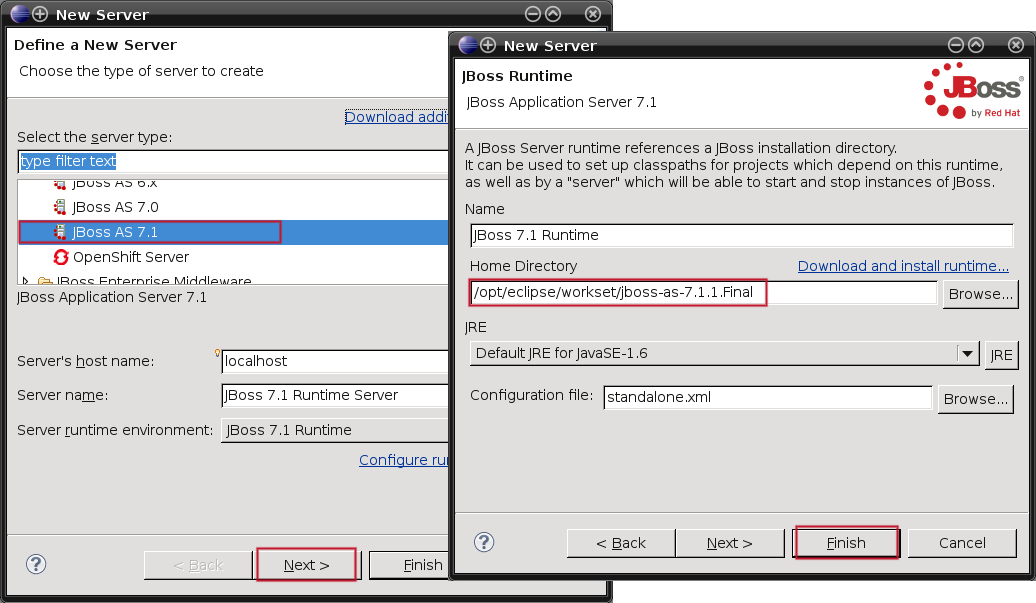 New Server
Define a New Server
Choose the type of server to create
Download addi
Select the server type:
type filter text
JBoss AS 6.x
JBoss AS 7.0
JBoss AS 7.1
OpenShift Server
JBoss Enterprise Middleware
JBoss Application Server 7.1
Server's host name:
localhost
Server name:
JBoss 7.1 Runtime Server
Server runtime environment:
JBoss 7.1 Runtime
Configure ru
?
< Back
Next >
Finish
New Server
JBoss Runtime
JBoss Application Server 7.1
JBoss®
by Red Hat
A JBoss Server runtime references a JBoss installation directory.
It can be used to set up classpaths for projects which depend on this runtime,
as well as by a "server" which will be able to start and stop instances of JBoss.
Name
JBoss 7.1 Runtime
Home Directory
Download and install runtime...
/opt/eclipse/workset/jboss-as-7.1.1.Final
Browse...
JRE
Default JRE for JavaSE-1.6
JRE
Configuration file:
standalone.xml
Browse...
?
< Back
Next >
Finish
Cancel